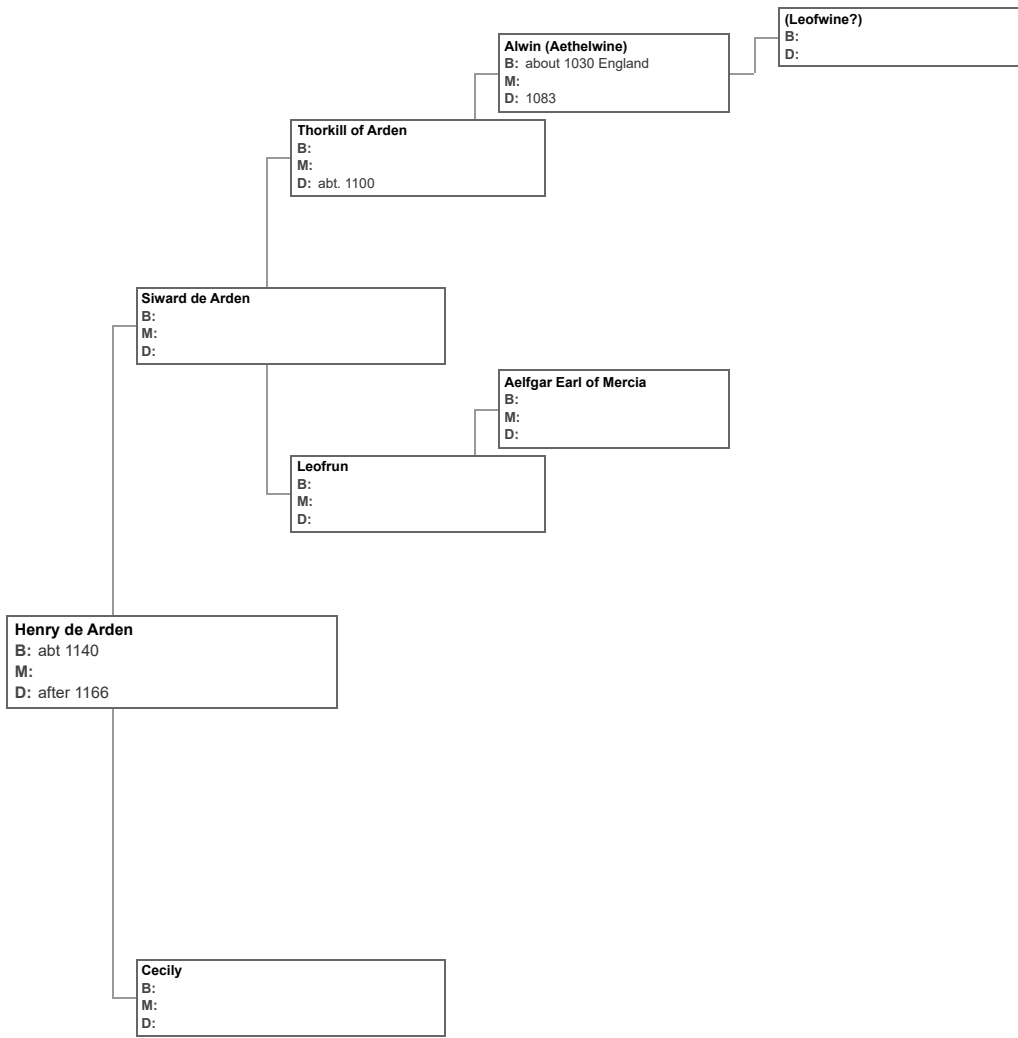 (Leofwine?)
B:
D:
Alwin (Aethelwine)
B: about 1030 England
M:
D: 1083
Thorkill of Arden
B:
M:
D: abt. 1100
Siward de Arden
B:
M:
D:
Aelfgar Earl of Mercia
B:
M:
D:
Leofrun
B:
M:
D:
Henry de Arden
B: abt 1140
M:
D: after 1166
Cecily
B:
M:
D: